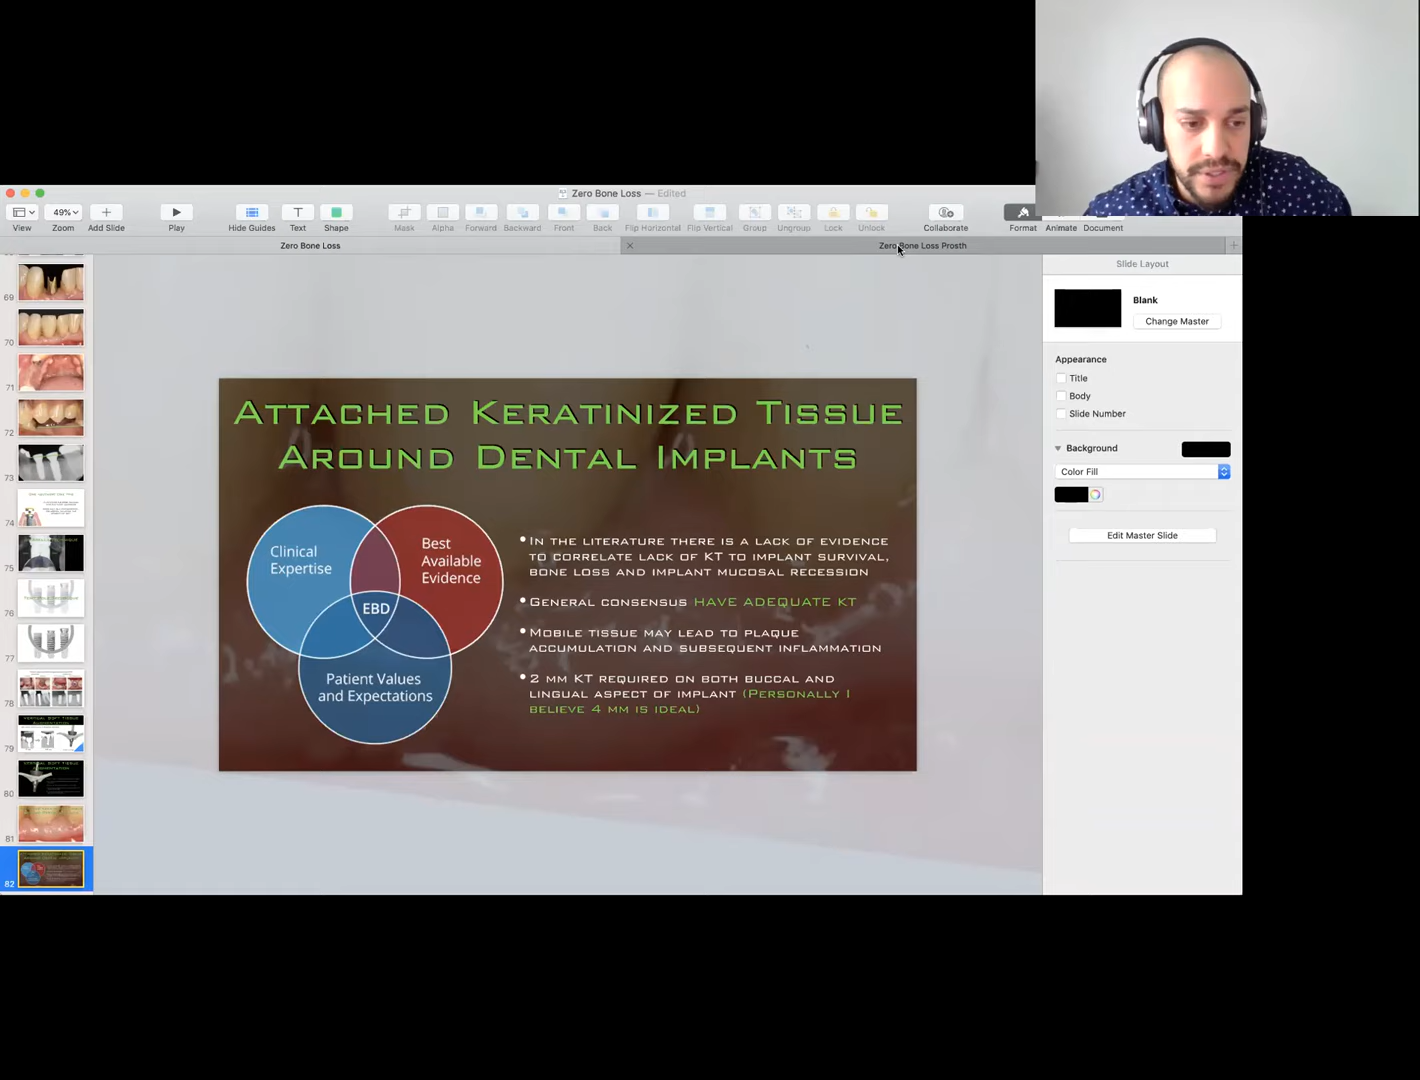 Zero Bone Loss — Edited
View
Zoom
Add Slide
Play
Hide Guides
Text
Shape
Mask
Alpha
Forward
Backward
Front
Back
Flip Horizontal
Flip Vertical
Group
Ungroup
Lock
Unlock
Collaborate
Format
Animate
Document
49%
Zero Bone Loss
Zero Bone Loss Prosth
Slide Layout
Blank
Change Master
Appearance
Title
Body
Slide Number
Background
Color Fill
Edit Master Slide
69
70
71
72
73
74
75
76
77
78
79
80
81
82
Attached Keratinized Tissue
Around Dental Implants
Clinical
Expertise
Best
Available
Evidence
EBD
Patient Values
and Expectations
• In the literature there is a lack of evidence
to correlate lack of KT to implant survival,
bone loss and implant mucosal recession
• General consensus have adequate KT
• Mobile tissue may lead to plaque
accumulation and subsequent inflammation
• 2 mm KT required on both buccal and
lingual aspect of implant (Personally I
believe 4 mm is ideal)